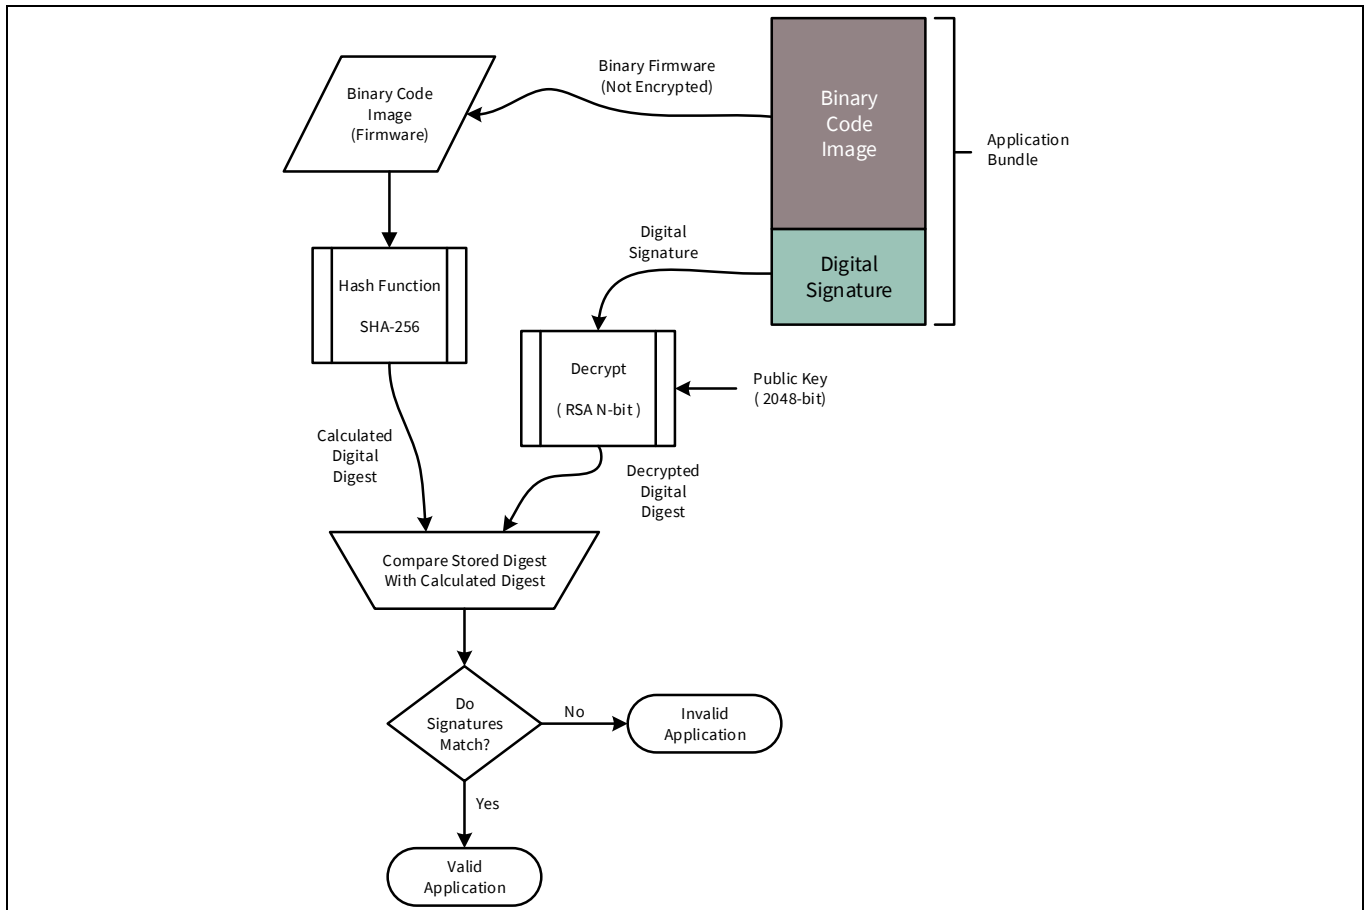 Binary Firmware
(Not Encrypted)
Binary Code
Image
(Firmware)
Binary
Code
Image
Application
Bundle
Digital
Signature
Digital
Signature
Hash Function
SHA-256
Decrypt
( RSA N-bit )
Public Key
( 2048-bit)
Calculated
Digital
Digest
Decrypted
Digital
Digest
Compare Stored Digest
With Calculated Digest
Do
Signatures
Match?
No
Invalid
Application
Yes
Valid
Application